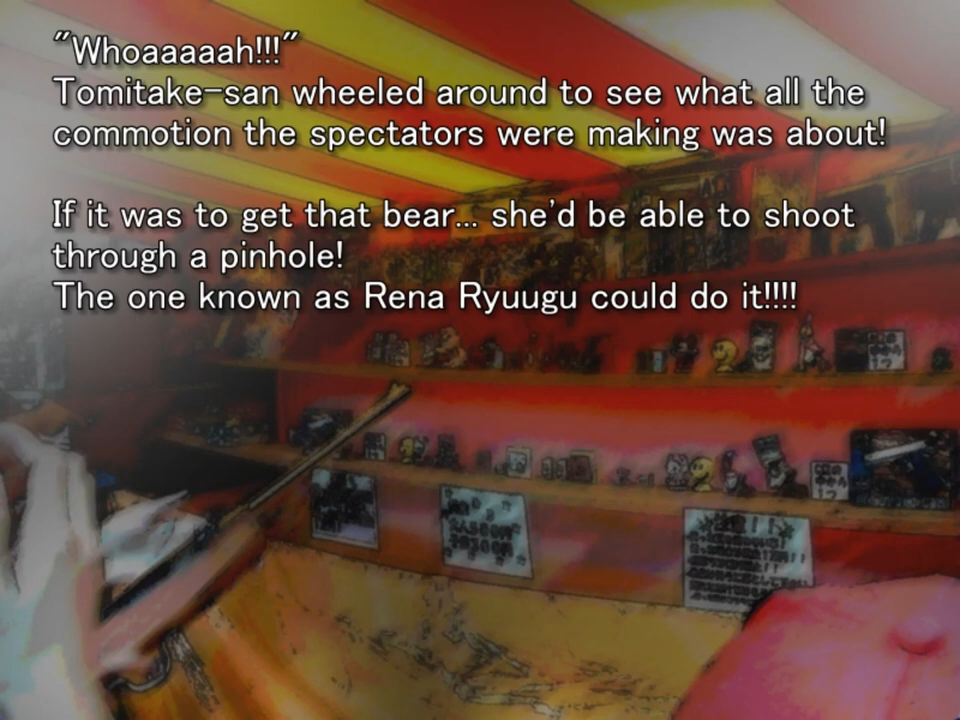 "Whoaaaaah!!!"
Tomitake-san wheeled around to see what all the
commotion the spectators were making was about!
If it was to get that bear... she'd be able to shoot
through a pinhole!
The one known as Rena Ryuugu could do it!!!!